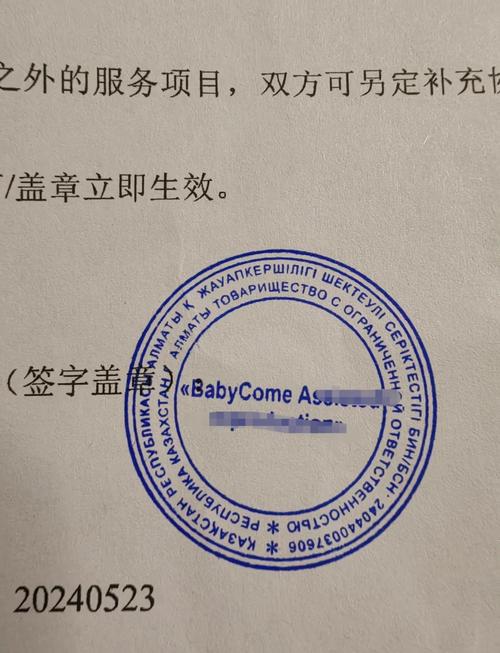 之外的服务项目，双方可另定补充协
/盖章立即生效。
（签字盖章）：
ҚАЗАҚСТАН РЕСПУБЛИКАСЫ АЛМАТЫ Қ ЖАУАПКЕРШІЛІГІ ШЕКТЕУЛІ СЕРІКТЕСТІГІ БИН/БСН: 240440037606
РЕСПУБЛИКА КАЗАХСТАН Г АЛМАТЫ ТОВАРИЩЕСТВО С ОГРАНИЧЕННОЙ ОТВЕТСТВЕННОСТЬЮ
«BabyCome
20240523